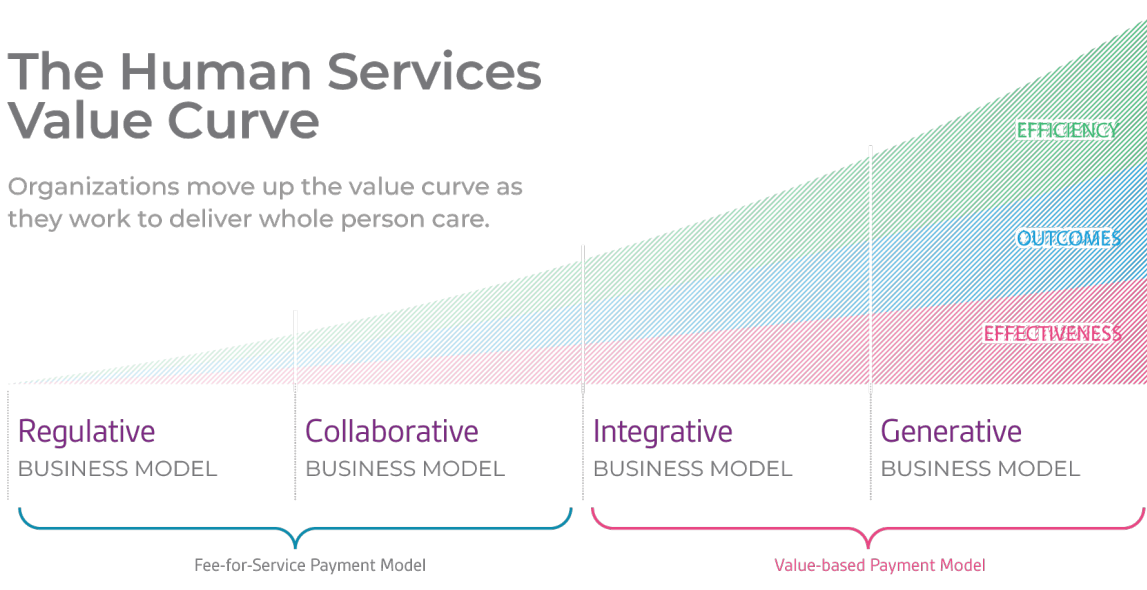 The Human Services
Value Curve
Organizations move up the value curve as
they work to deliver whole person care.
EFFICIENCY
OUTCOMES
EFFECTIVENESS
Regulative
BUSINESS MODEL
Collaborative
BUSINESS MODEL
Integrative
BUSINESS MODEL
Generative
BUSINESS MODEL
Fee-for-Service Payment Model
Value-based Payment Model